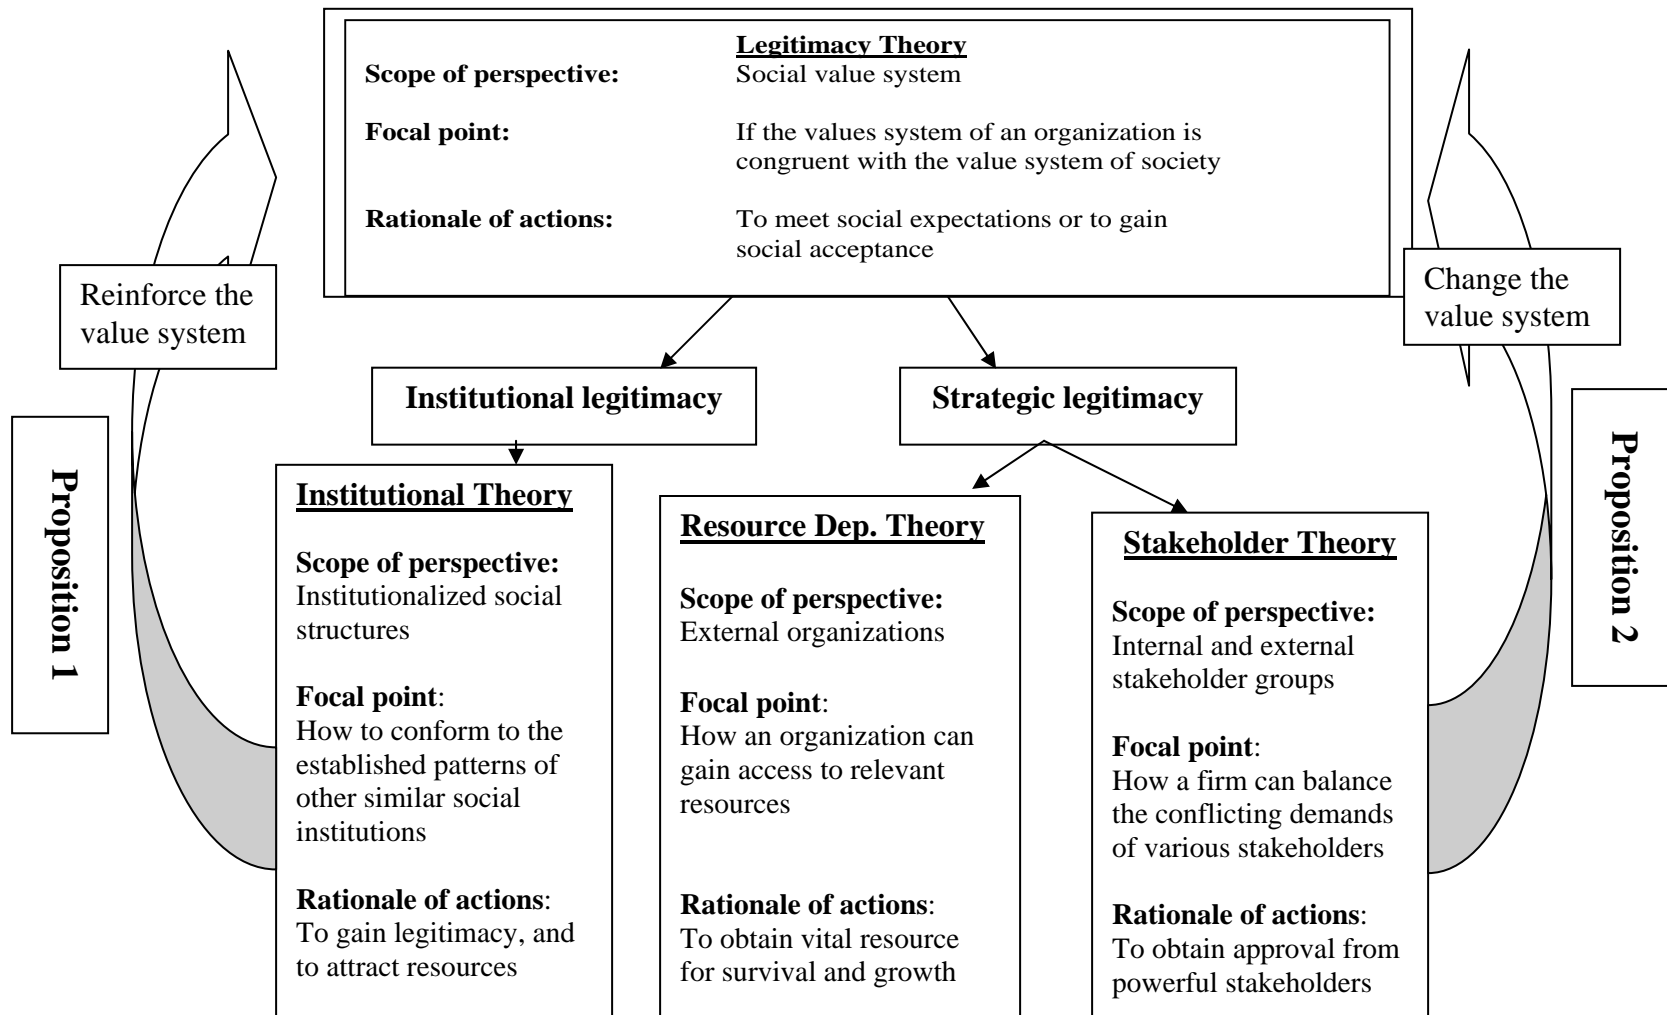 Legitimacy Theory
Scope of perspective: Social value system
Focal point: If the values system of an organization is
congruent with the value system of society
Rationale of actions: To meet social expectations or to gain
social acceptance
Reinforce the
value system
Change the
value system
Institutional legitimacy
Strategic legitimacy
Proposition 1
Institutional Theory
Scope of perspective:
Institutionalized social
structures
Focal point:
How to conform to the
established patterns of
other similar social
institutions
Rationale of actions:
To gain legitimacy, and
to attract resources
Resource Dep. Theory
Scope of perspective:
External organizations
Focal point:
How an organization can
gain access to relevant
resources
Rationale of actions:
To obtain vital resource
for survival and growth
Stakeholder Theory
Scope of perspective:
Internal and external
stakeholder groups
Focal point:
How a firm can balance
the conflicting demands
of various stakeholders
Rationale of actions:
To obtain approval from
powerful stakeholders
Proposition 2